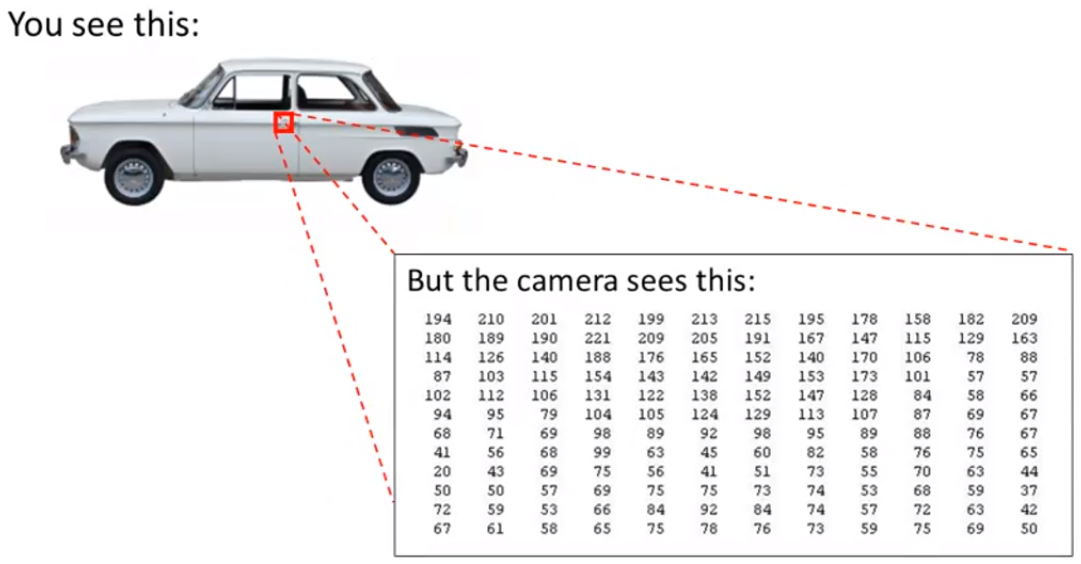 You see this:
But the camera sees this:
194 210 201 212 199 213 215 195 178 158 182 209
180 189 190 221 209 205 191 167 147 115 129 163
114 126 140 188 176 165 152 140 170 106 78 88
87 103 115 154 143 142 149 153 173 101 57 57
102 112 106 131 122 138 152 147 128 84 58 66
94 95 79 104 105 124 129 113 107 87 69 67
68 71 69 98 89 92 98 95 89 88 76 67
41 56 68 99 63 45 60 82 58 76 75 65
20 43 69 75 56 41 51 73 55 70 63 44
50 50 57 69 75 75 73 74 53 68 59 37
72 59 53 66 84 92 84 74 57 72 63 42
67 61 58 65 75 78 76 73 59 75 69 50